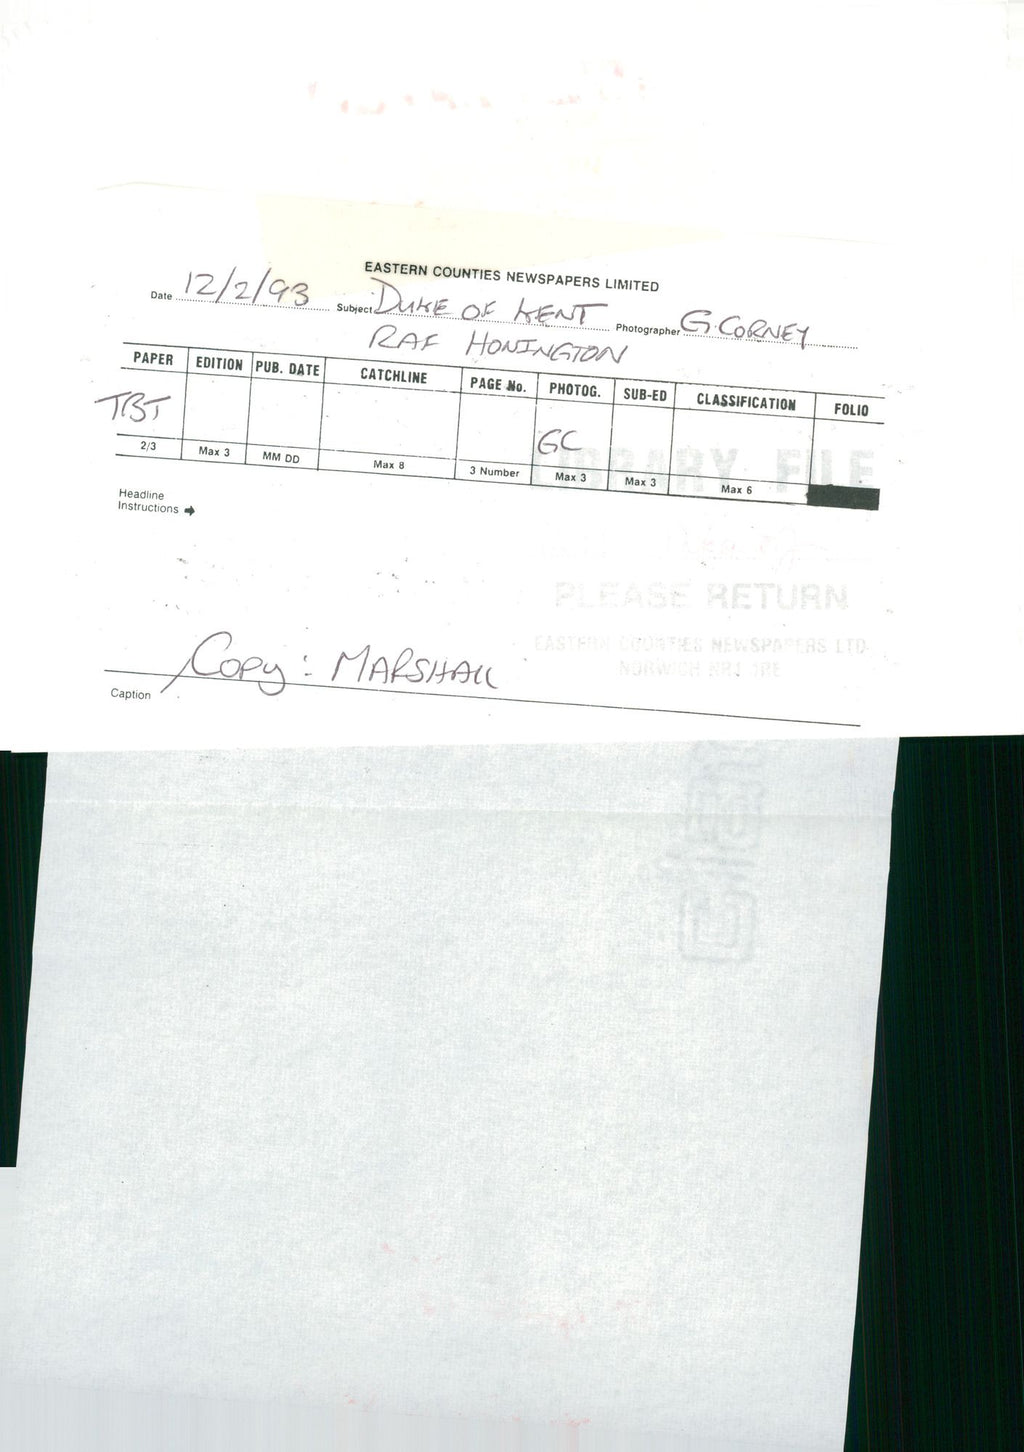 EASTERN COUNTIES NEWSPAPERS LIMITED
Date 12/2/93 Subject DUKE OF KENT Photographer G. CORNEY
RAF HONINGTON
PAPER EDITION PUB. DATE CATCHLINE PAGE No. PHOTOG. SUB-ED CLASSIFICATION FOLIO
TBT GC
2/3 Max 3 MM DD Max 8 3 Number Max 3 Max 3 Max 6
LIBRARY FILE
Headline
Instructions
PLEASE RETURN
EASTERN COUNTIES NEWSPAPERS LTD
NORWICH NR1 1RE
COPY: MARSHALL
Caption